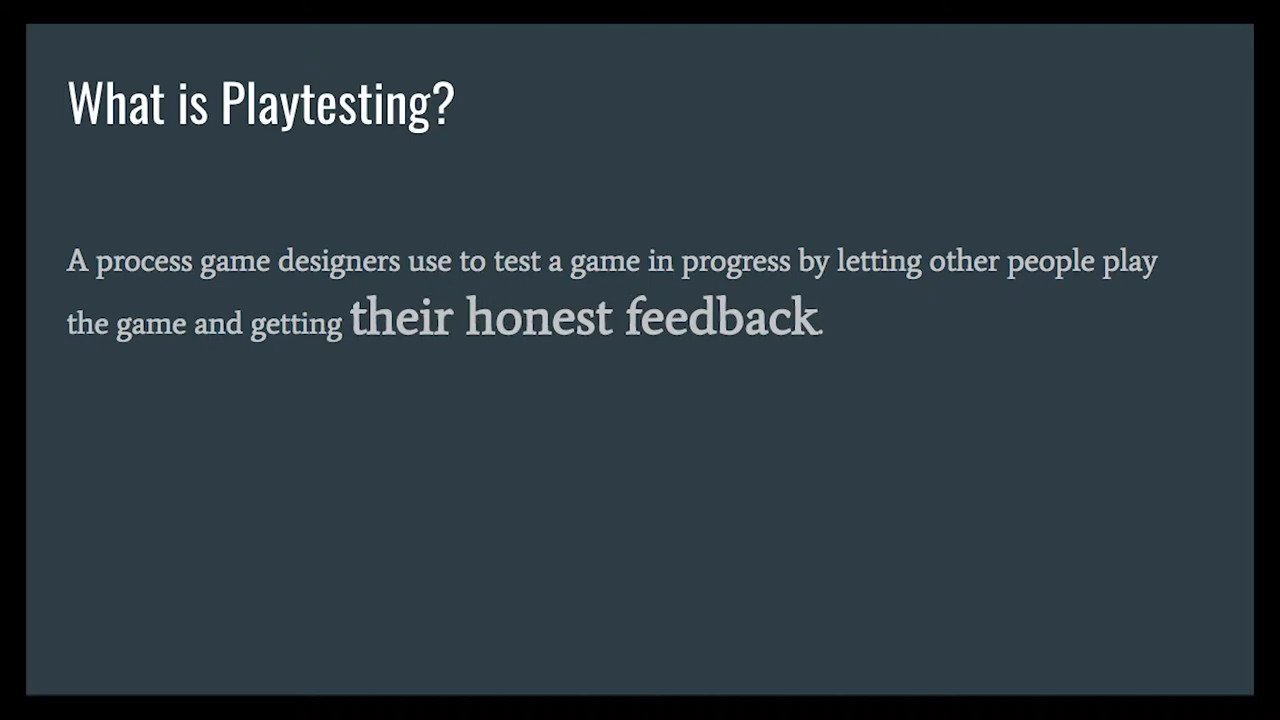 What is Playtesting?
A process game designers use to test a game in progress by letting other people play
the game and getting their honest feedback.